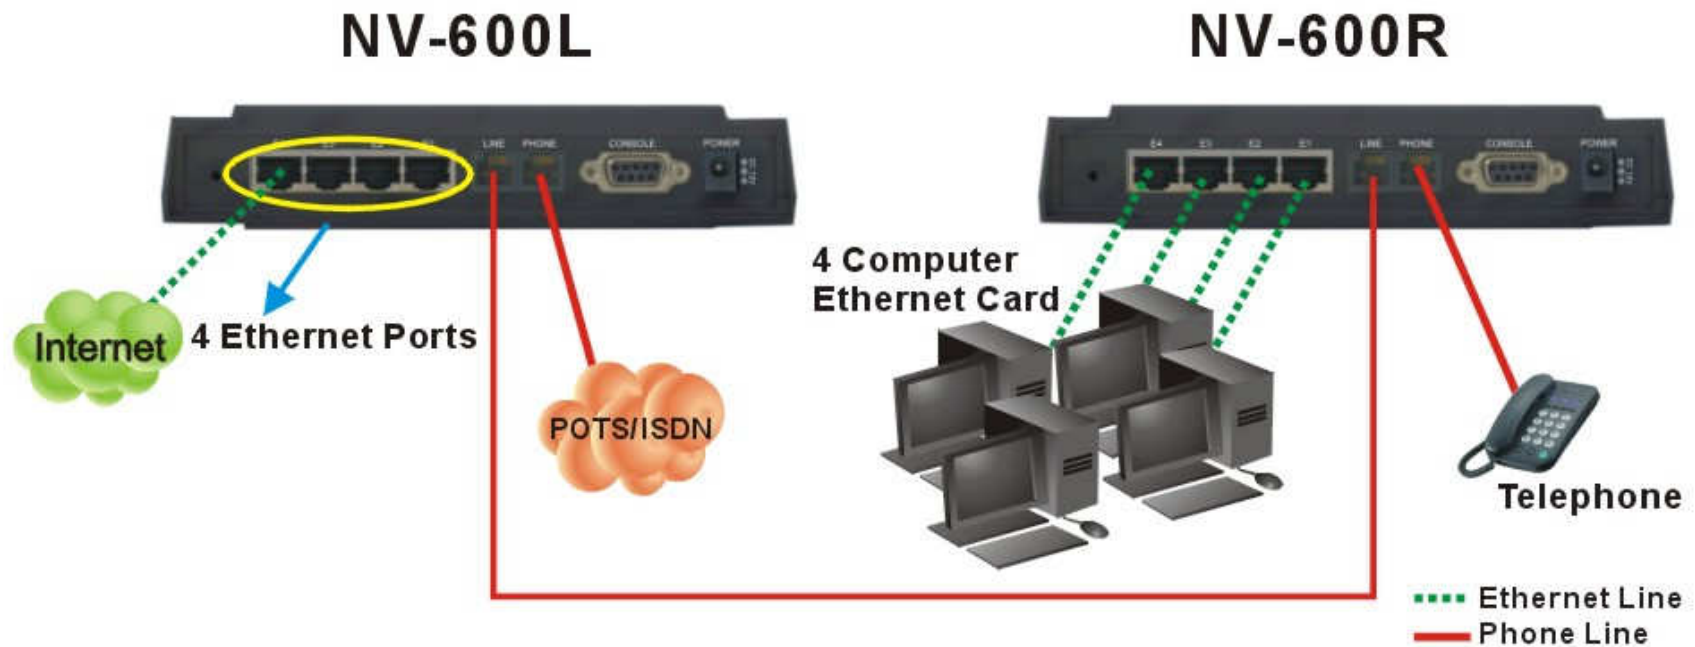 NV-600L
NV-600R
LINE PHONE CONSOLE POWER
E4 E3 E2 E1 LINE PHONE CONSOLE POWER
4 Computer
Ethernet Card
Internet
4 Ethernet Ports
POTS/ISDN
Telephone
Ethernet Line
Phone Line